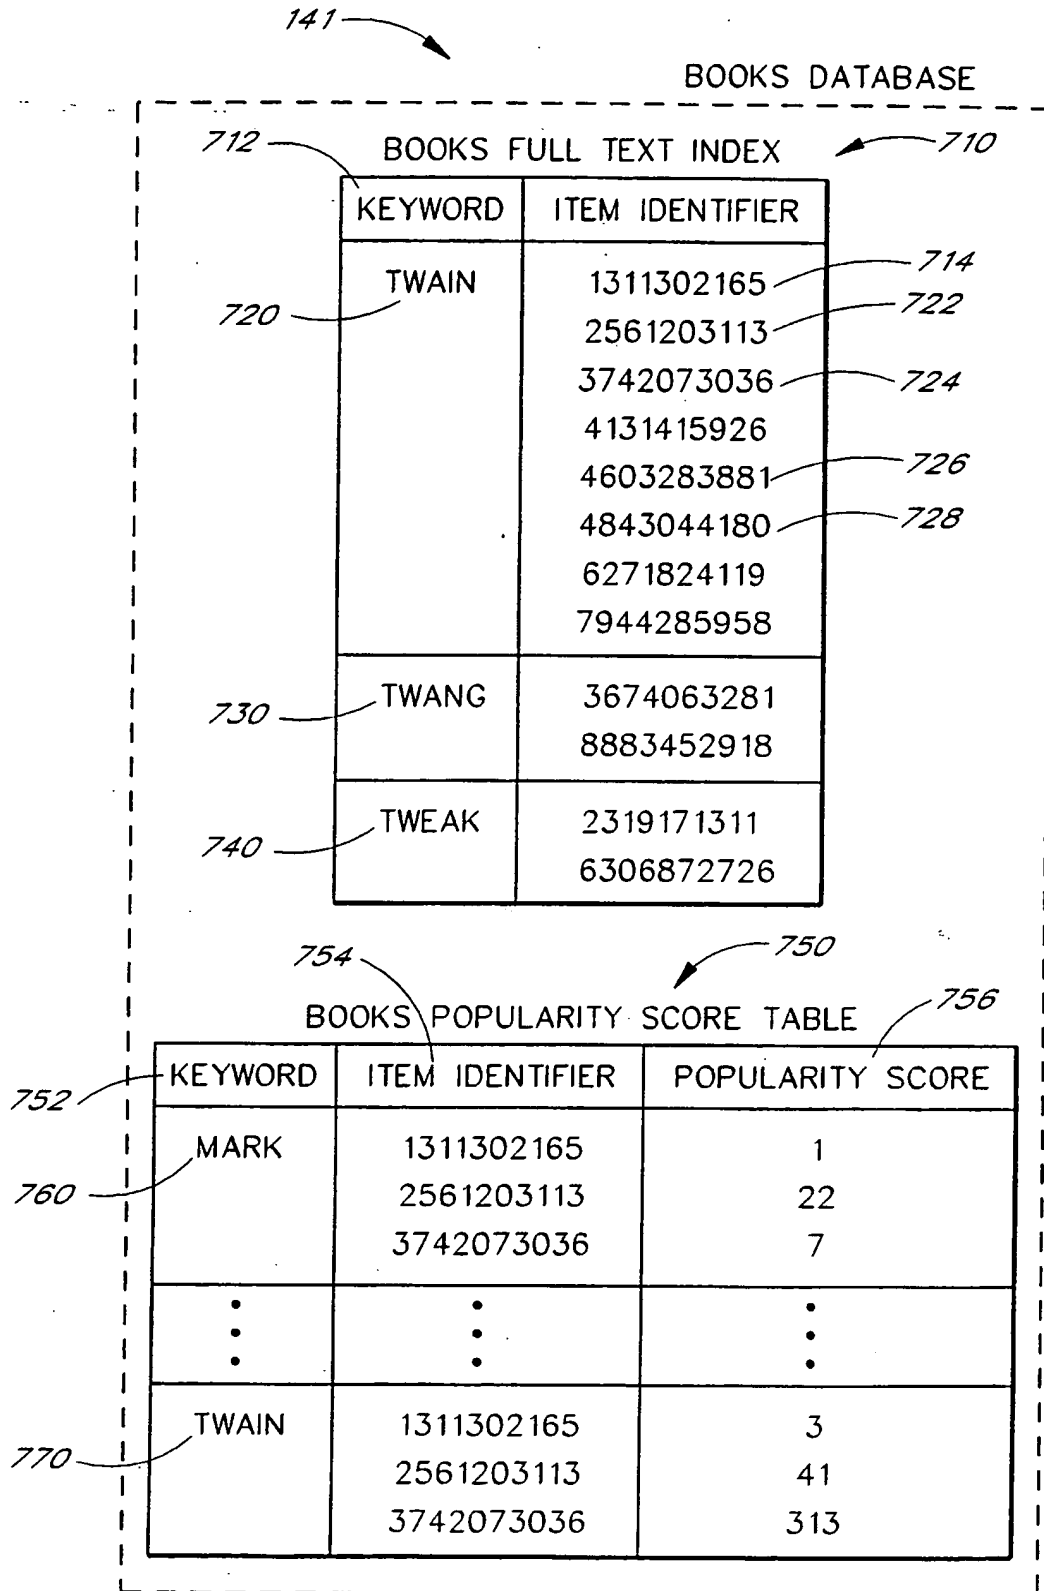 141
BOOKS DATABASE
712
BOOKS FULL TEXT INDEX
710
KEYWORD ITEM IDENTIFIER
TWAIN 1311302165 714
720 2561203113 722
3742073036 724
4131415926
4603283881 726
4843044180 728
6271824119
7944285958
TWANG 3674063281
730 8883452918
TWEAK 2319171311
740 6306872726
754 750
BOOKS POPULARITY SCORE TABLE 756
752 KEYWORD ITEM IDENTIFIER POPULARITY SCORE
MARK 1311302165 1
760 2561203113 22
3742073036 7
TWAIN 1311302165 3
770 2561203113 41
3742073036 313